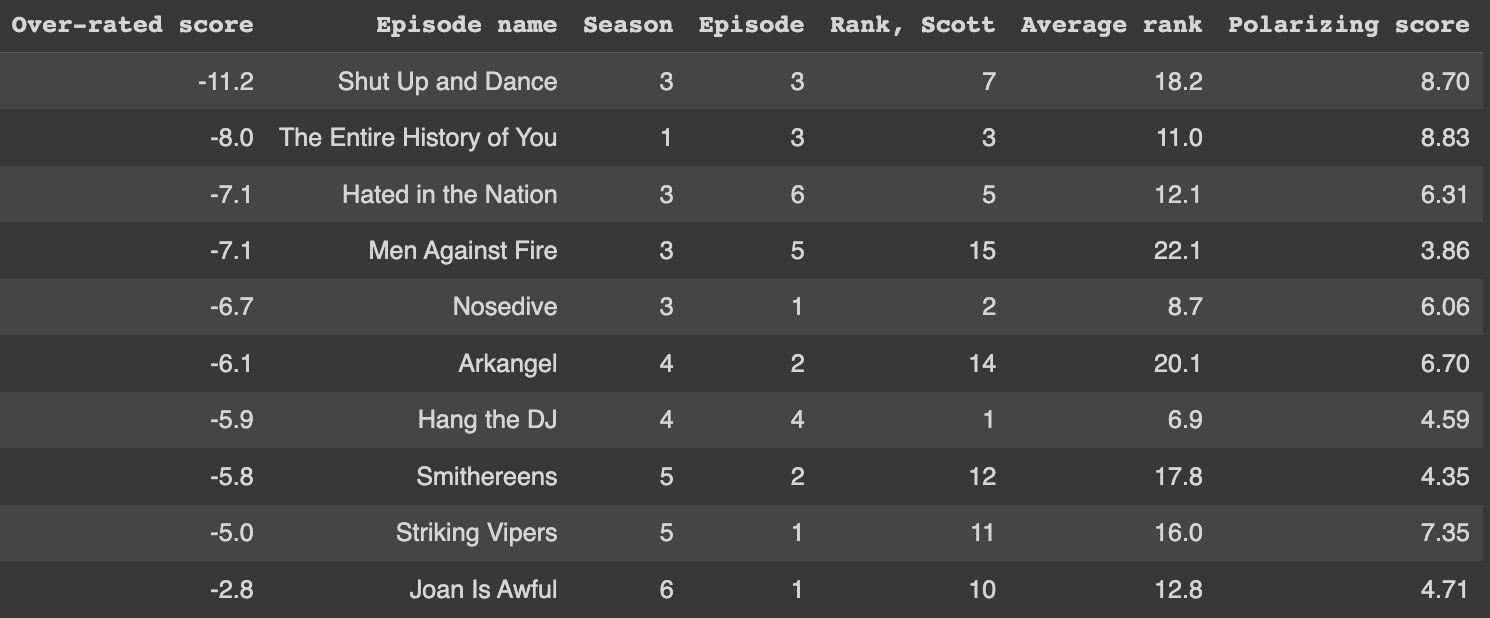 Over-rated score Episode name Season Episode Rank, Scott Average rank Polarizing score
-11.2 Shut Up and Dance 3 3 7 18.2 8.70
-8.0 The Entire History of You 1 3 3 11.0 8.83
-7.1 Hated in the Nation 3 6 5 12.1 6.31
-7.1 Men Against Fire 3 5 15 22.1 3.86
-6.7 Nosedive 3 1 2 8.7 6.06
-6.1 Arkangel 4 2 14 20.1 6.70
-5.9 Hang the DJ 4 4 1 6.9 4.59
-5.8 Smithereens 5 2 12 17.8 4.35
-5.0 Striking Vipers 5 1 11 16.0 7.35
-2.8 Joan Is Awful 6 1 10 12.8 4.71